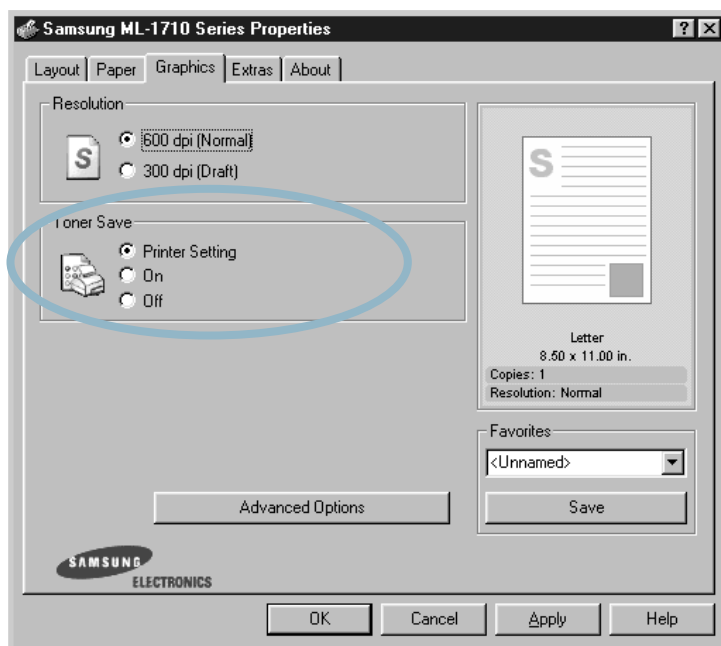 Samsung ML-1710 Series Properties
Layout Paper Graphics Extras About
Resolution
S
600 dpi (Normal)
300 dpi (Draft)
Toner Save
Printer Setting
On
Off
S
Letter
8.50 x 11.00 in.
Copies: 1
Resolution: Normal
Favorites
<Unnamed>
Advanced Options
Save
SAMSUNG
ELECTRONICS
OK Cancel Apply Help